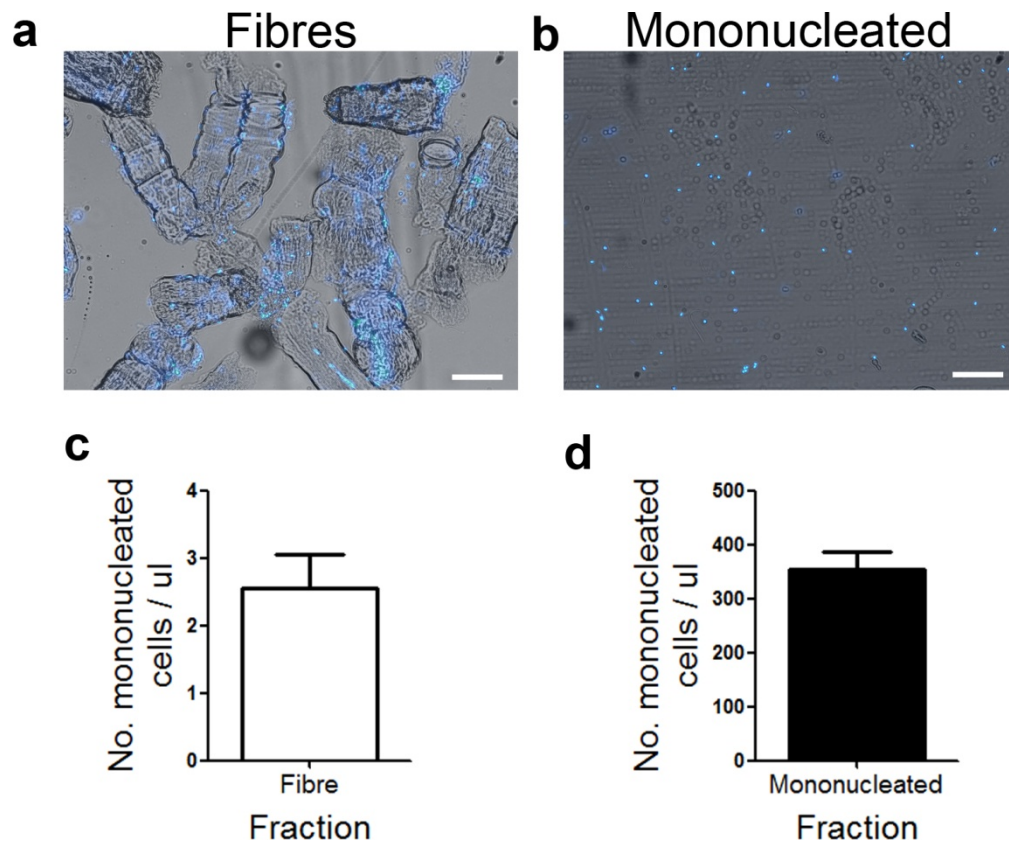 a
Fibres
b
Mononucleated
c
No. mononucleated
cells / ul
4
3
2
1
0
Fibre
Fraction
d
No. mononucleated
cells / ul
500
400
300
200
100
0
Mononucleated
Fraction